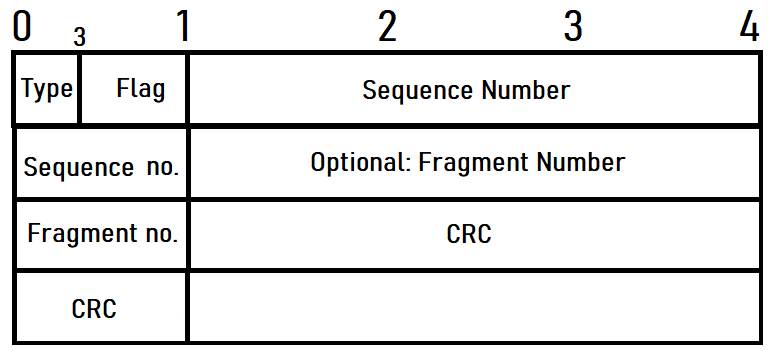 0 3 1 2 3 4
Type Flag Sequence Number
Sequence no. Optional: Fragment Number
Fragment no. CRC
CRC